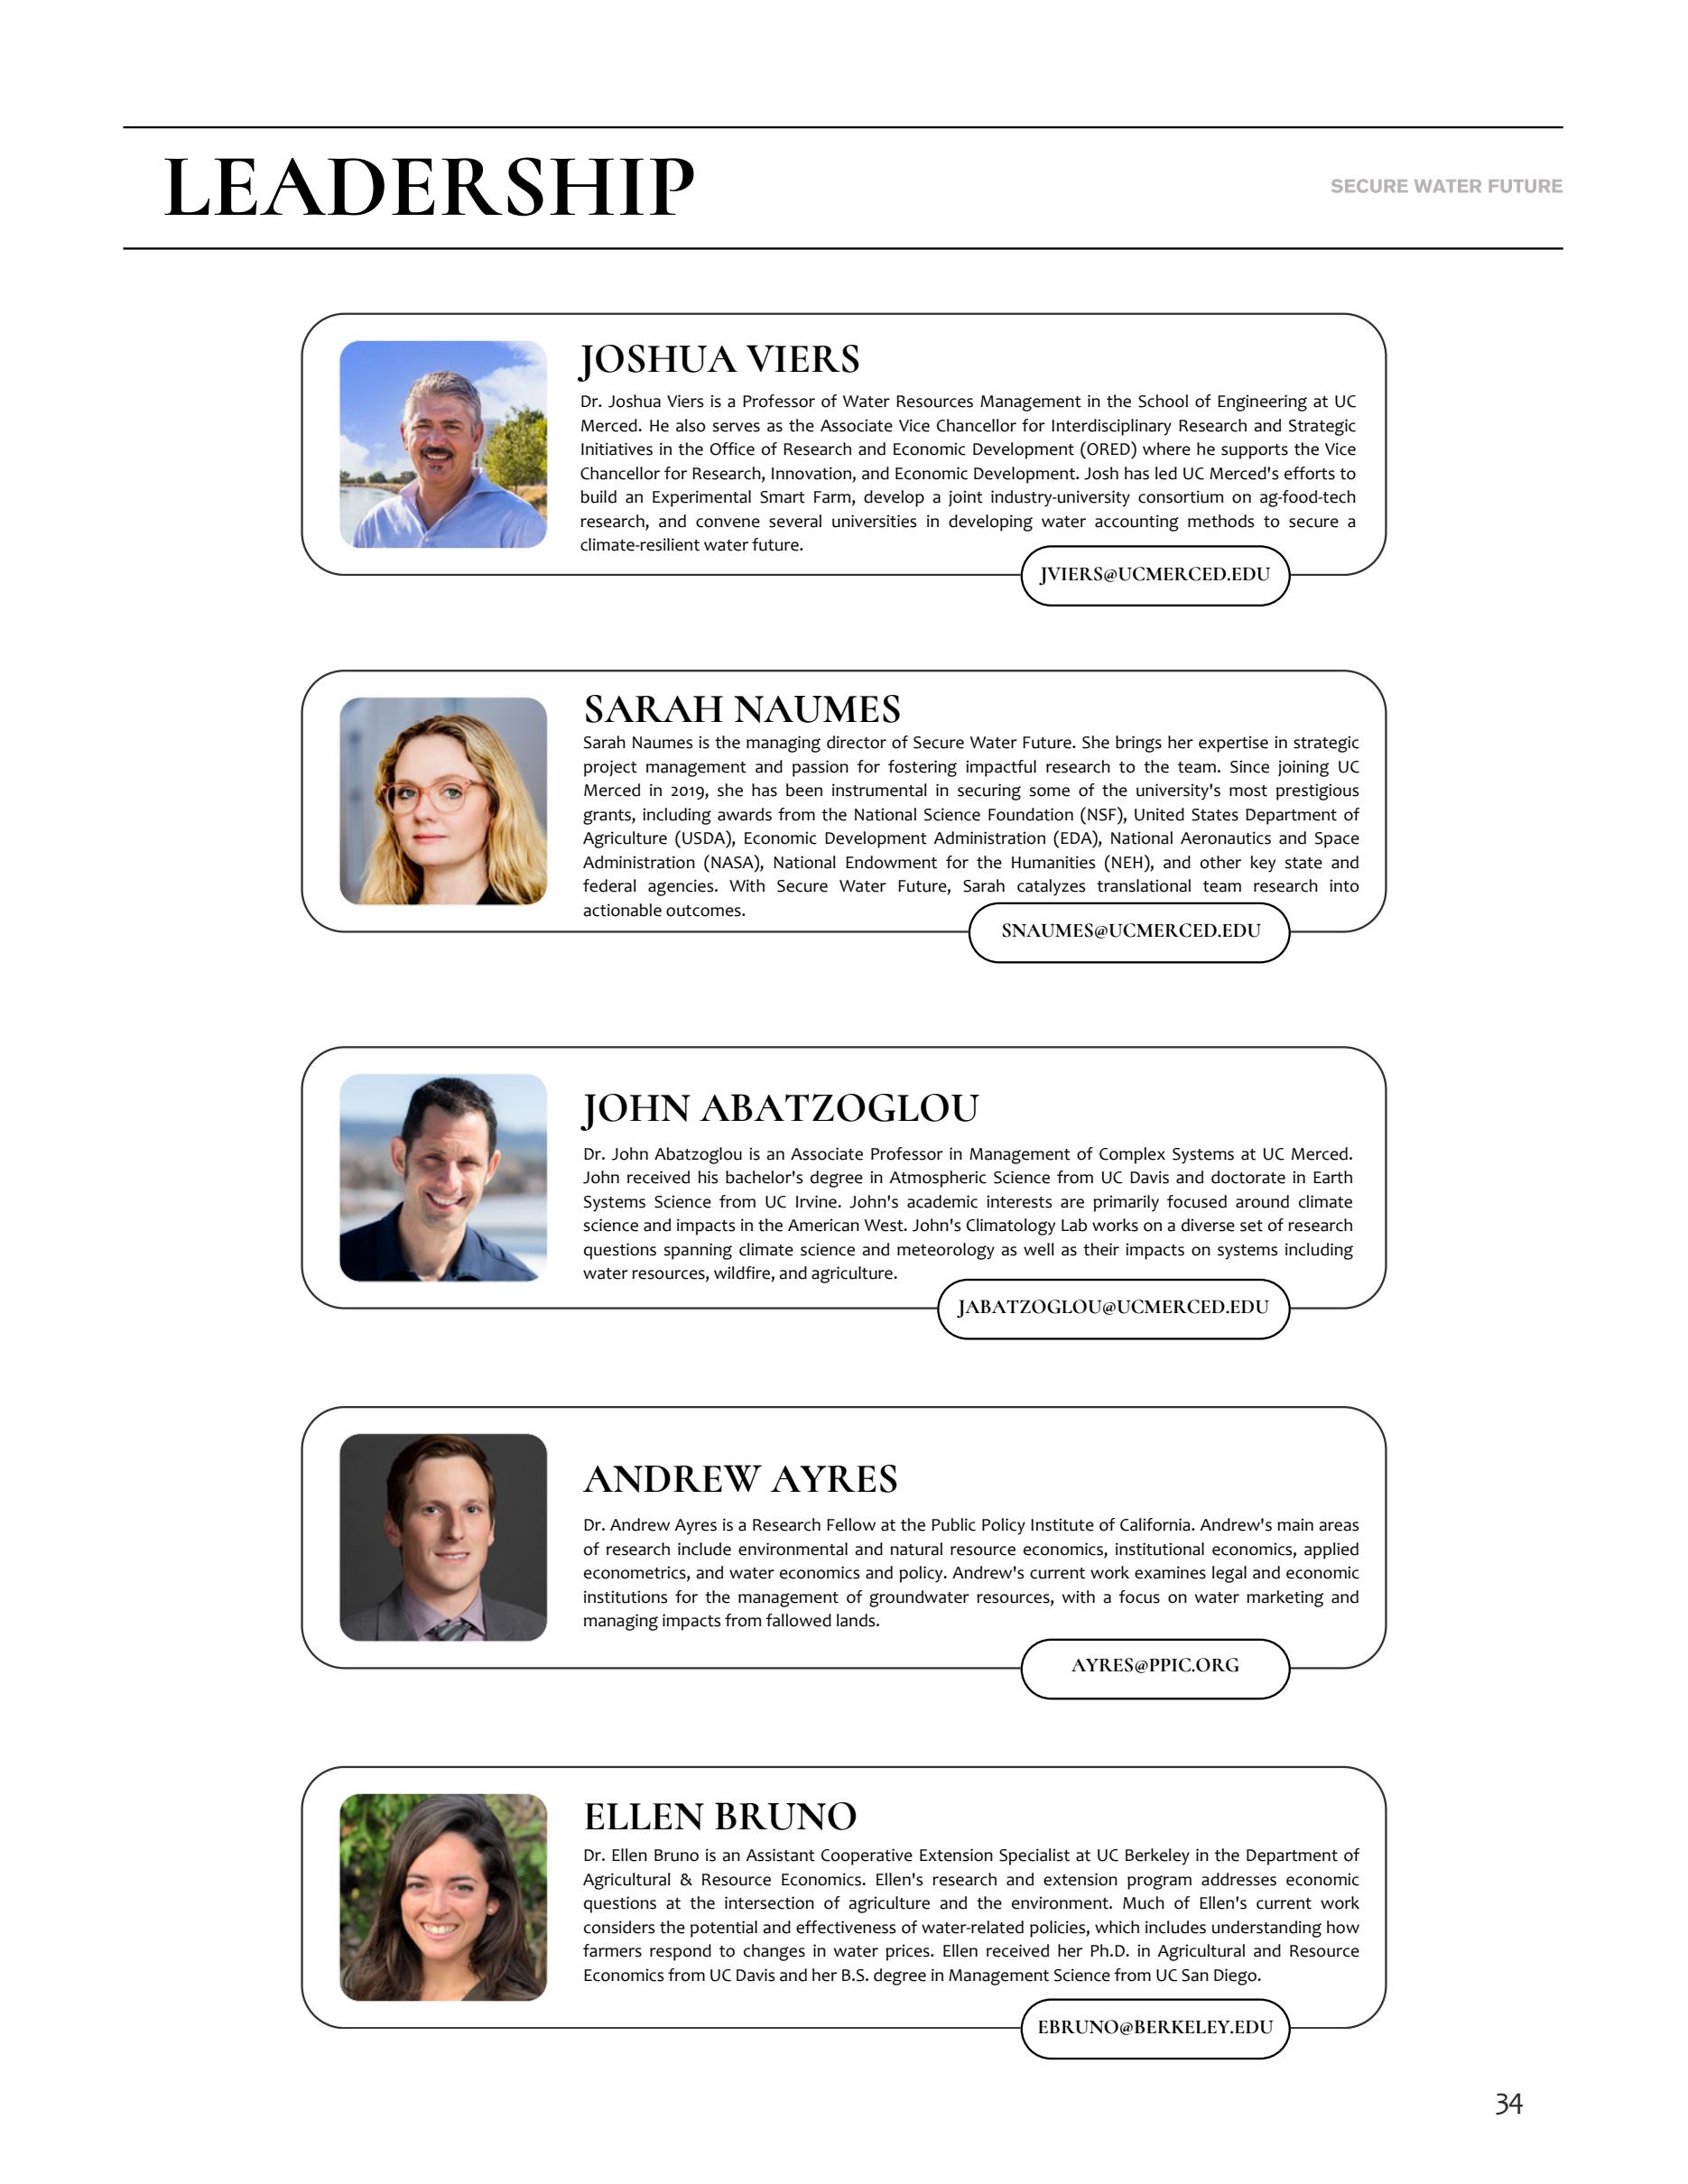 LEADERSHIP
SECURE WATER FUTURE
JOSHUA VIERS
Dr. Joshua Viers is a Professor of Water Resources Management in the School of Engineering at UC
Merced. He also serves as the Associate Vice Chancellor for Interdisciplinary Research and Strategic
Initiatives in the Office of Research and Economic Development (ORED) where he supports the Vice
Chancellor for Research, Innovation, and Economic Development. Josh has led UC Merced's efforts to
build an Experimental Smart Farm, develop a joint industry-university consortium on ag-food-tech
research, and convene several universities in developing water accounting methods to secure a
climate-resilient water future.
JVIERS@UCMERCED.EDU
SARAH NAUMES
Sarah Naumes is the managing director of Secure Water Future. She brings her expertise in strategic
project management and passion for fostering impactful research to the team. Since joining UC
Merced in 2019, she has been instrumental in securing some of the university's most prestigious
grants, including awards from the National Science Foundation (NSF), United States Department of
Agriculture (USDA), Economic Development Administration (EDA), National Aeronautics and Space
Administration (NASA), National Endowment for the Humanities (NEH), and other key state and
federal agencies. With Secure Water Future, Sarah catalyzes translational team research into
actionable outcomes.
SNAUMES@UCMERCED.EDU
JOHN ABATZOGLOU
Dr. John Abatzoglou is an Associate Professor in Management of Complex Systems at UC Merced.
John received his bachelor's degree in Atmospheric Science from UC Davis and doctorate in Earth
Systems Science from UC Irvine. John's academic interests are primarily focused around climate
science and impacts in the American West. John's Climatology Lab works on a diverse set of research
questions spanning climate science and meteorology as well as their impacts on systems including
water resources, wildfire, and agriculture.
JABATZOGLOU@UCMERCED.EDU
ANDREW AYRES
Dr. Andrew Ayres is a Research Fellow at the Public Policy Institute of California. Andrew's main areas
of research include environmental and natural resource economics, institutional economics, applied
econometrics, and water economics and policy. Andrew's current work examines legal and economic
institutions for the management of groundwater resources, with a focus on water marketing and
managing impacts from fallowed lands.
AYRES@PPIC.ORG
ELLEN BRUNO
Dr. Ellen Bruno is an Assistant Cooperative Extension Specialist at UC Berkeley in the Department of
Agricultural & Resource Economics. Ellen's research and extension program addresses economic
questions at the intersection of agriculture and the environment. Much of Ellen's current work
considers the potential and effectiveness of water-related policies, which includes understanding how
farmers respond to changes in water prices. Ellen received her Ph.D. in Agricultural and Resource
Economics from UC Davis and her B.S. degree in Management Science from UC San Diego.
EBRUNO@BERKELEY.EDU
34